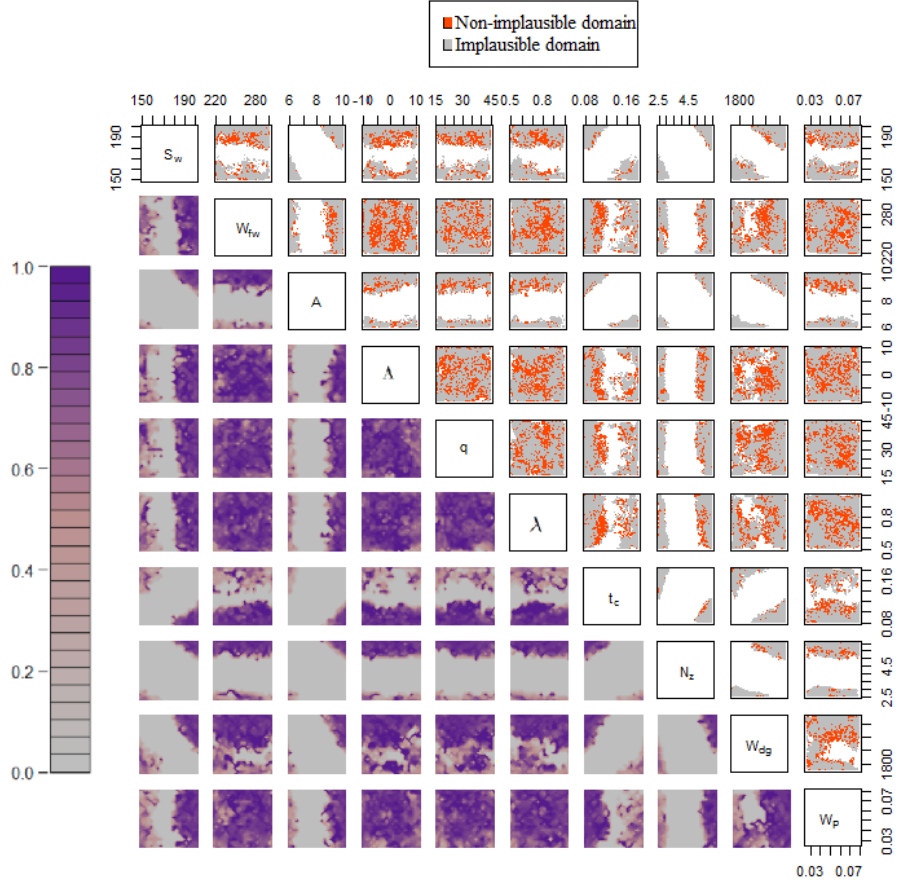 Non-implausible domain
Implausible domain
150 190 220 280 6 8 10 -10 0 10 15 30 45 0.5 0.8 0.08 0.16 2.5 4.5 1800 0.03 0.07
Sw
150 190
150 190
Wfw
220 280
A
6 8 10
Λ
-10 0 10
q
15 30 45
λ
0.5 0.8
tc
0.08 0.16
Nz
2.5 4.5
Wdg
1800
WP
0.03 0.07
0.03 0.07
1.0
0.8
0.6
0.4
0.2
0.0